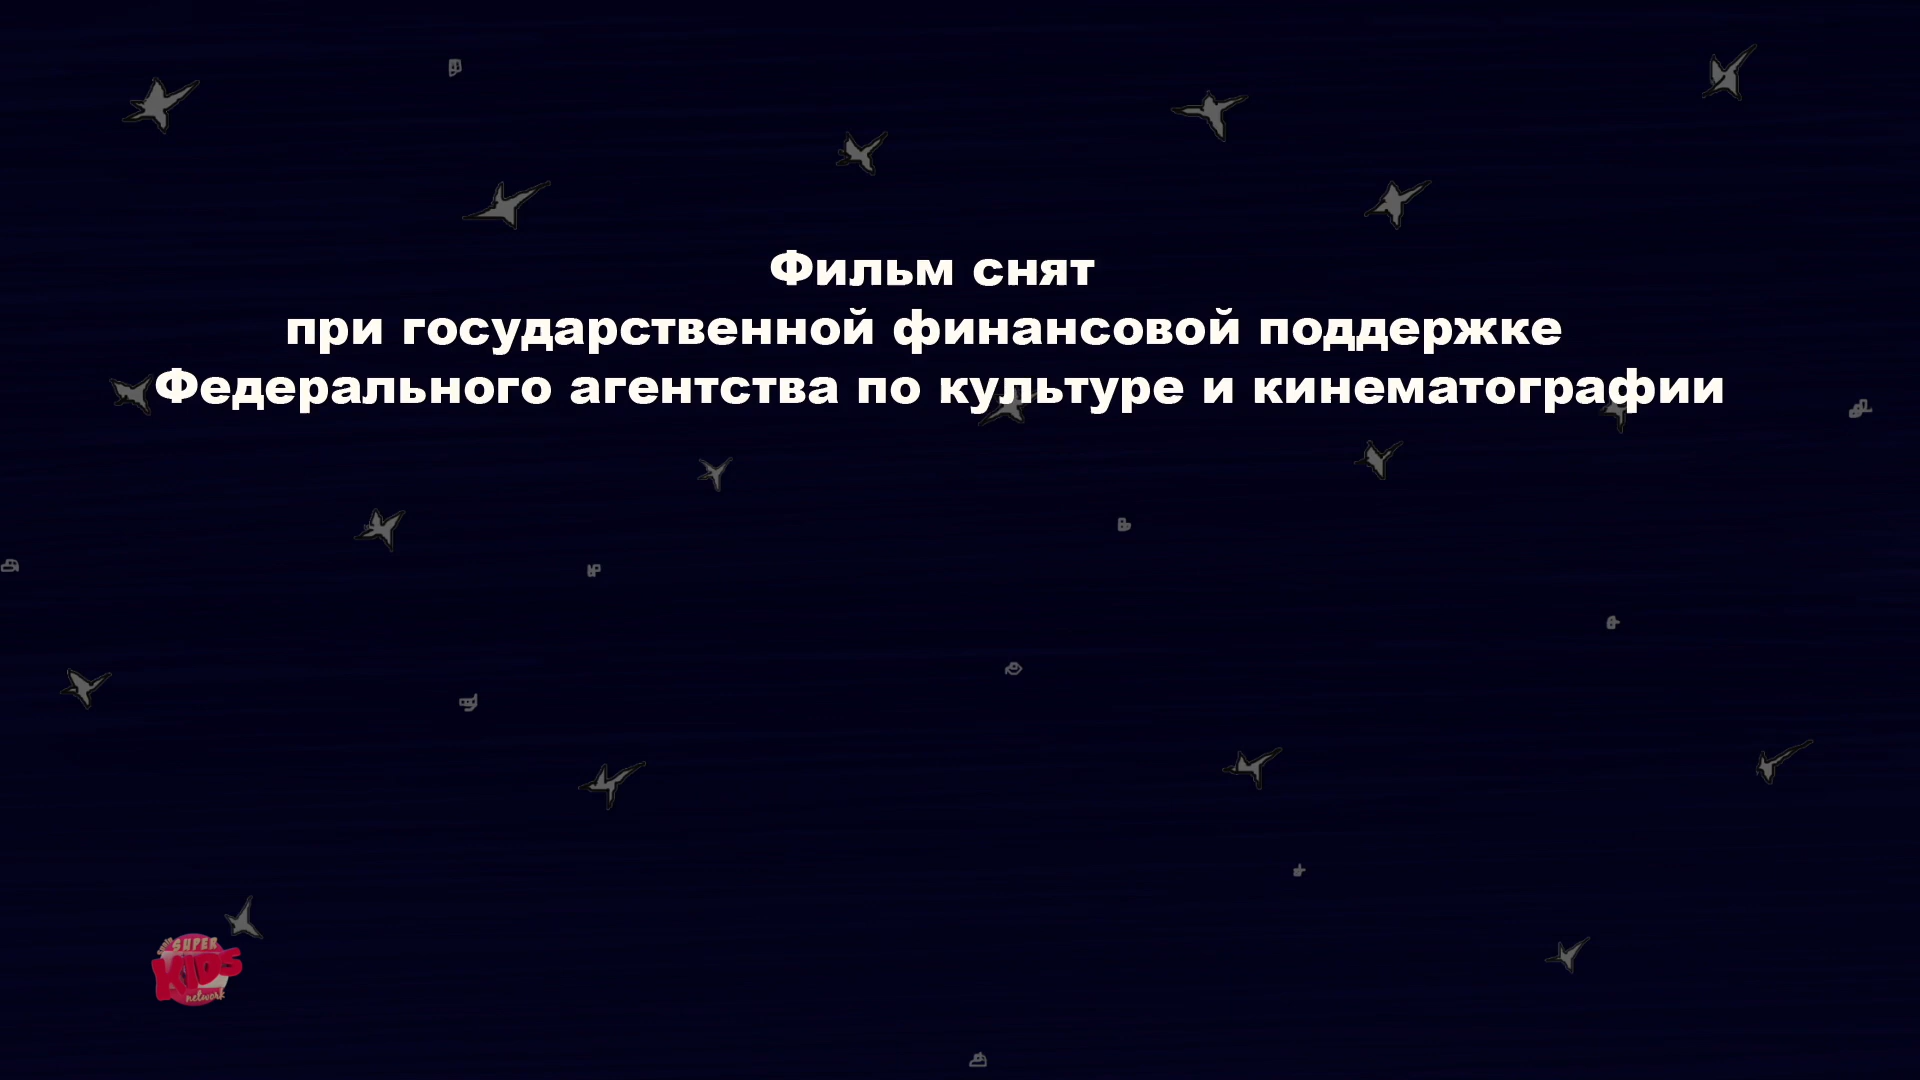 Фильм снят
при государственной финансовой поддержке
Федерального агентства по культуре и кинематографии
SUPER
KIDS
network